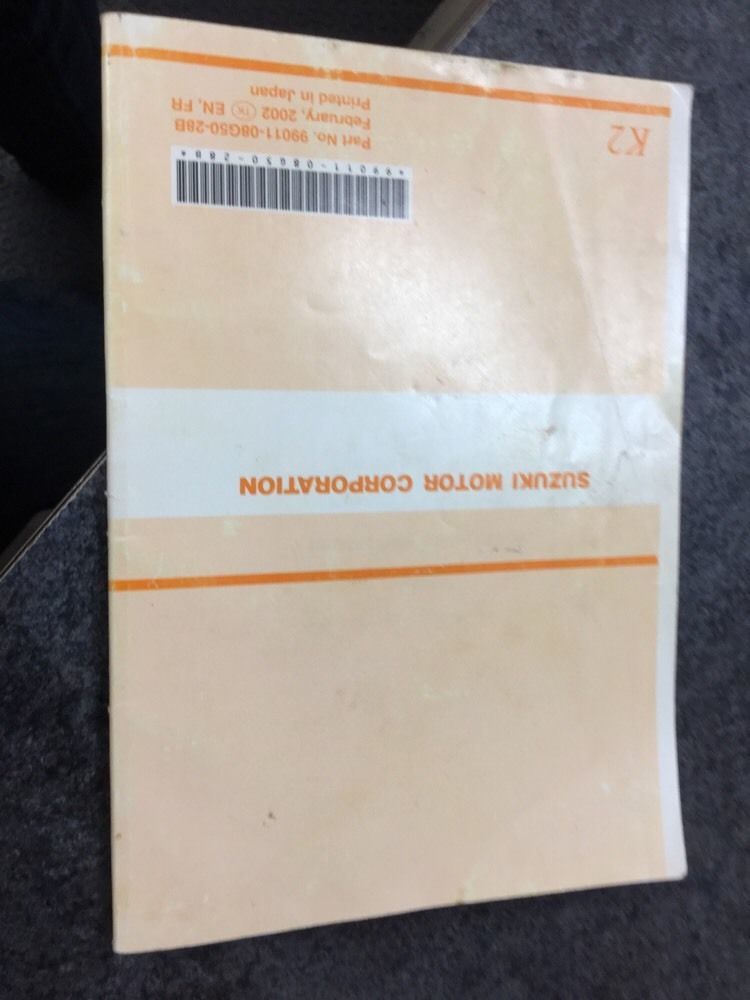 SUZUKI MOTOR CORPORATION
*99011-08G50-28B*
Part No. 99011-08G50-28B
February, 2002 TK EN, FR
Printed in Japan
K2